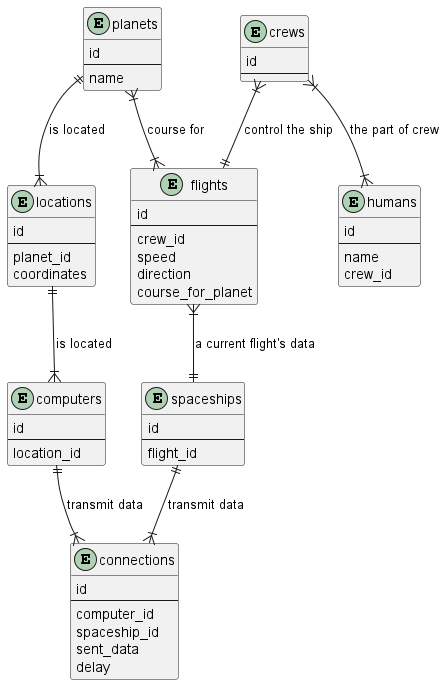 E planets
id
name
E crews
id
is located
course for
control the ship
the part of crew
E locations
id
planet_id
coordinates
E flights
id
crew_id
speed
direction
course_for_planet
E humans
id
name
crew_id
is located
a current flight's data
E computers
id
location_id
E spaceships
id
flight_id
transmit data
transmit data
E connections
id
computer_id
spaceship_id
sent_data
delay